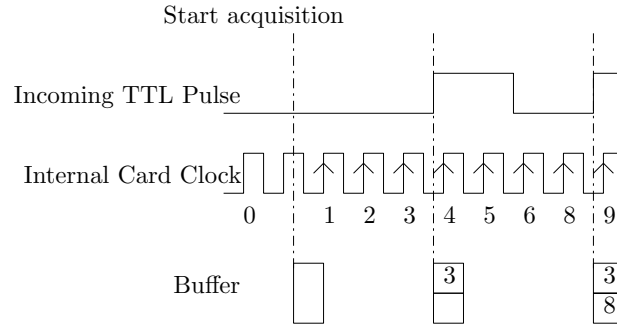 Start acquisition
Incoming TTL Pulse
Internal Card Clock
0 1 2 3 4 5 6 8 9
Buffer
3 3
8